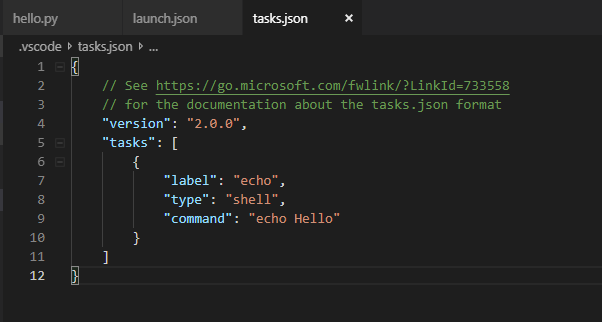 hello.py launch.json tasks.json ×
.vscode › tasks.json › ...
1 {
2 // See https://go.microsoft.com/fwlink/?LinkId=733558
3 // for the documentation about the tasks.json format
4 "version": "2.0.0",
5 "tasks": [
6 {
7 "label": "echo",
8 "type": "shell",
9 "command": "echo Hello"
10 }
11 ]
12 }